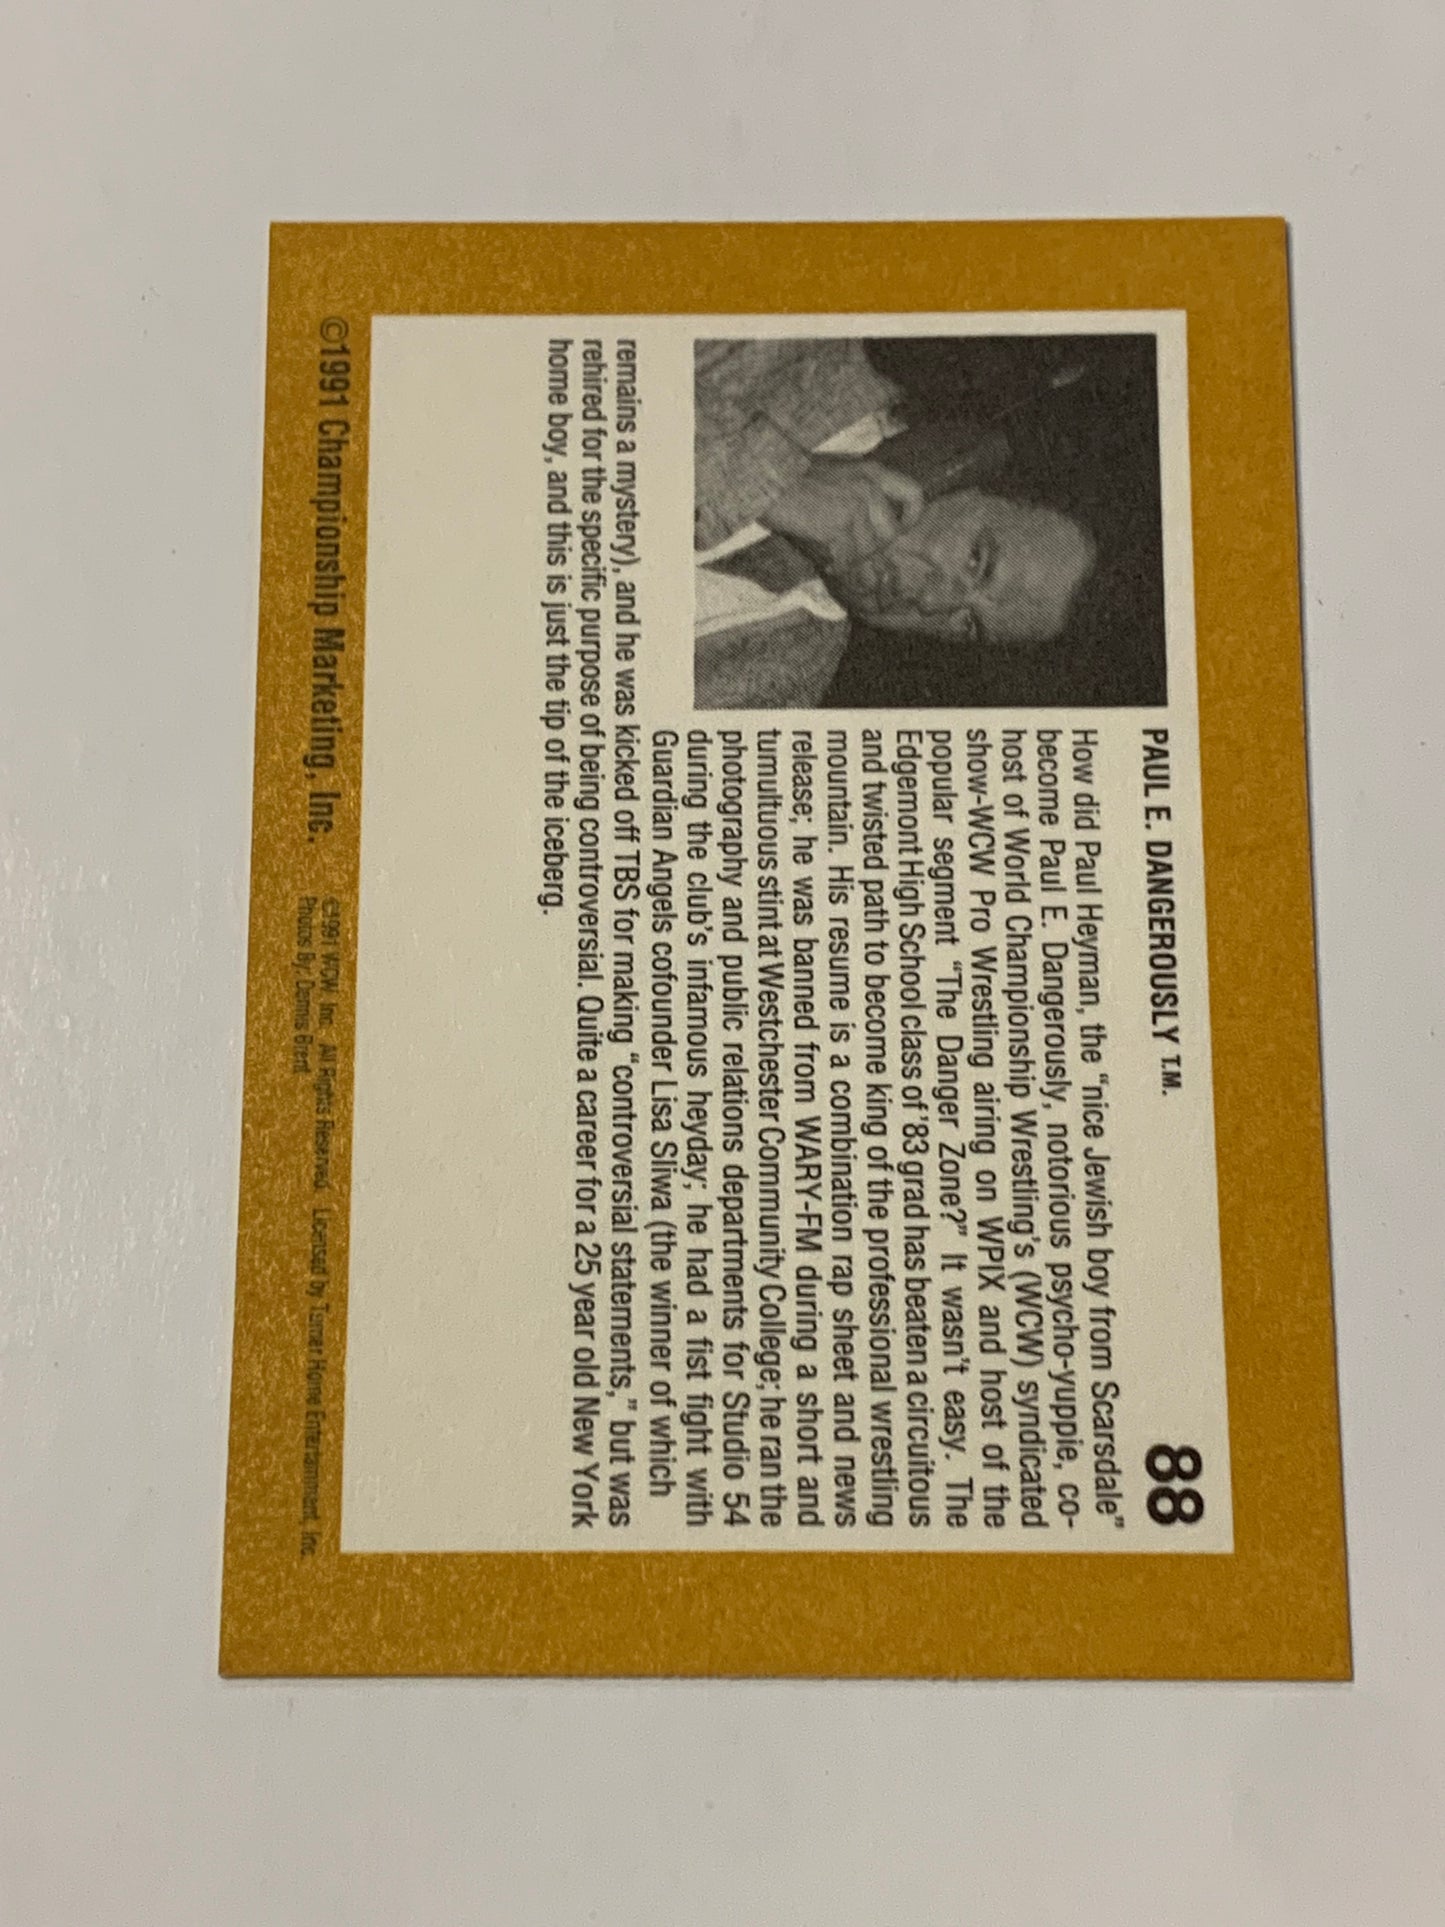 PAUL E. DANGEROUSLY T.M.
88
How did Paul Heyman, the “nice Jewish boy from Scarsdale”
become Paul E. Dangerously, notorious psycho-yuppie, co-
host of World Championship Wrestling’s (WCW) syndicated
show-WCW Pro Wrestling airing on WPIX and host of the
popular segment “The Danger Zone?” It wasn’t easy. The
Edgemont High School class of ’83 grad has beaten a circuitous
and twisted path to become king of the professional wrestling
mountain. His resume is a combination rap sheet and news
release; he was banned from WARY-FM during a short and
tumultuous stint at Westchester Community College; he ran the
photography and public relations departments for Studio 54
during the club’s infamous heyday; he had a fist fight with
Guardian Angels cofounder Lisa Sliwa (the winner of which
remains a mystery), and he was kicked off TBS for making “controversial statements,” but was
rehired for the specific purpose of being controversial. Quite a career for a 25 year old New York
home boy, and this is just the tip of the iceberg.
©1991 Championship Marketing, Inc.
©1991 WCW, Inc. All Rights Reserved. Licensed by Turner Home Entertainment, Inc.
Photos By: Dennis Brent